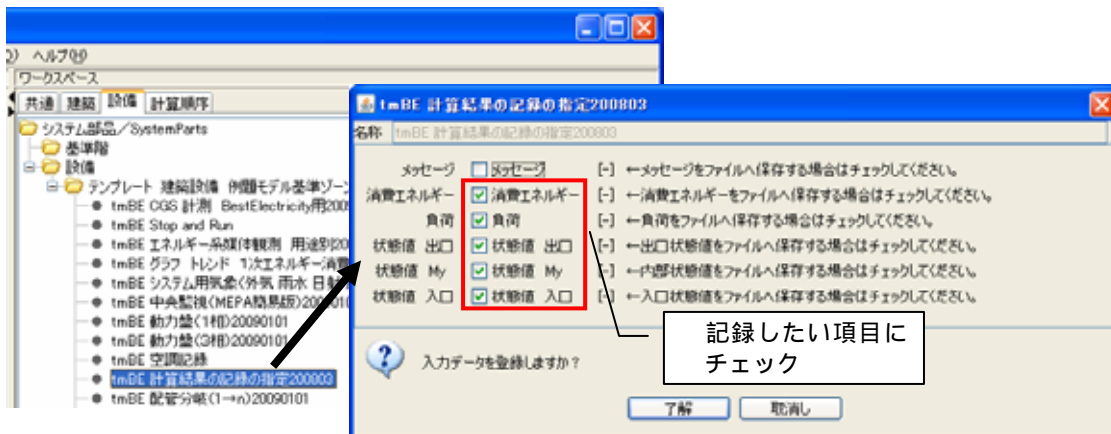 ヘルプ(H)
ワークスペース
共通 建築 設備 計算順序
システム部品/SystemParts
基準階
設備
テンプレート 建築設備 例題モデル基準ゾーン
tmBE CGS 計測 BestElectricity用200
tmBE Stop and Run
tmBE エネルギー系媒体観測 用途別20
tmBE グラフ トレンド 1次エネルギー消費
tmBE システム用気象(外気 雨水 日射
tmBE 中央監視(MEPA簡易版)200901
tmBE 動力盤(1相)20090101
tmBE 動力盤(3相)20090101
tmBE 空調記録
tmBE 計算結果の記録の指定200803
tmBE 配管分岐(1→n)20090101
tmBE 計算結果の記録の指定200803
名称 tmBE 計算結果の記録の指定200803
メッセージ メッセージ [-] ←メッセージをファイルへ保存する場合はチェックしてください。
消費エネルギー 消費エネルギー [-] ←消費エネルギーをファイルへ保存する場合はチェックしてください。
負荷 負荷 [-] ←負荷をファイルへ保存する場合はチェックしてください。
状態値 出口 状態値 出口 [-] ←出口状態値をファイルへ保存する場合はチェックしてください。
状態値 My 状態値 My [-] ←内部状態値をファイルへ保存する場合はチェックしてください。
状態値 入口 状態値 入口 [-] ←入口状態値をファイルへ保存する場合はチェックしてください。
記録したい項目に
チェック
入力データを登録しますか?
了解 取消し